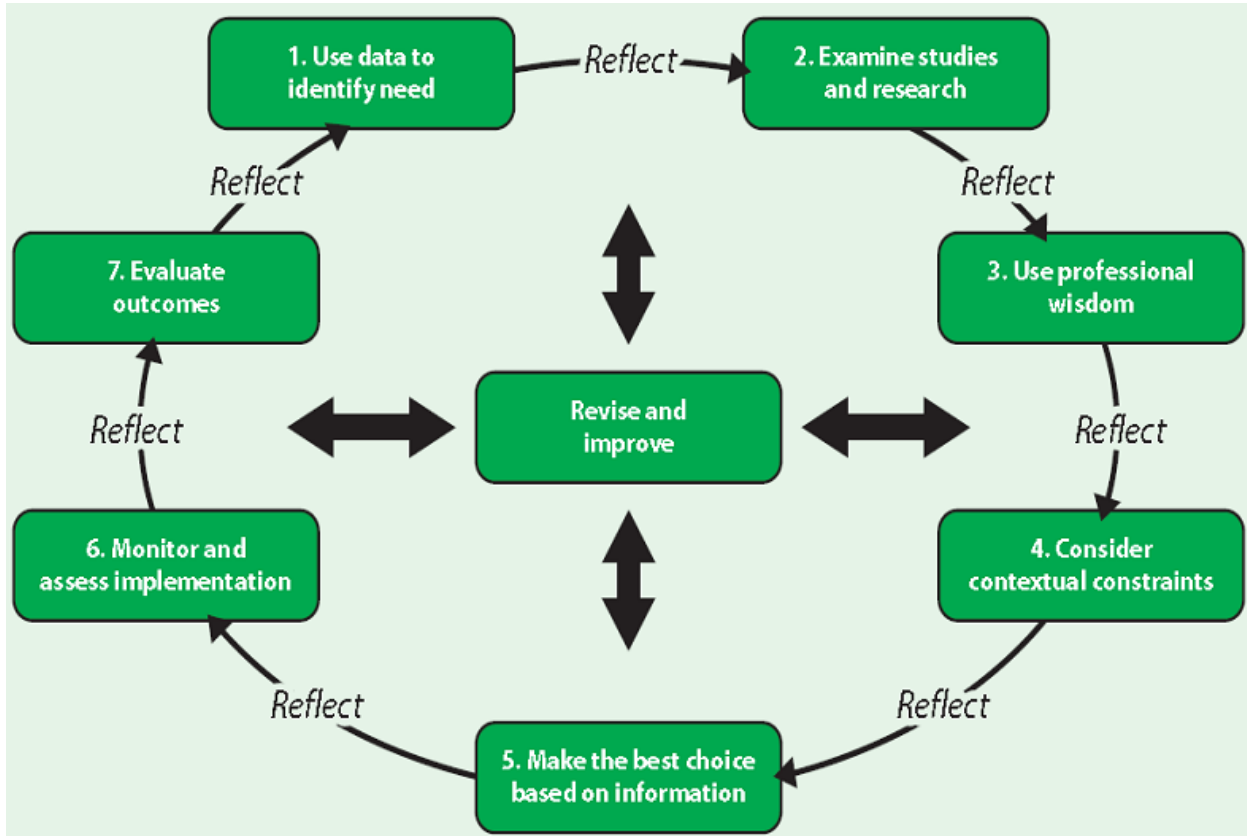 1. Use data to
identify need
Reflect
2. Examine studies
and research
Reflect
3. Use professional
wisdom
Reflect
4. Consider
contextual constraints
Reflect
5. Make the best choice
based on information
Reflect
6. Monitor and
assess implementation
Reflect
7. Evaluate
outcomes
Reflect
Revise and
improve